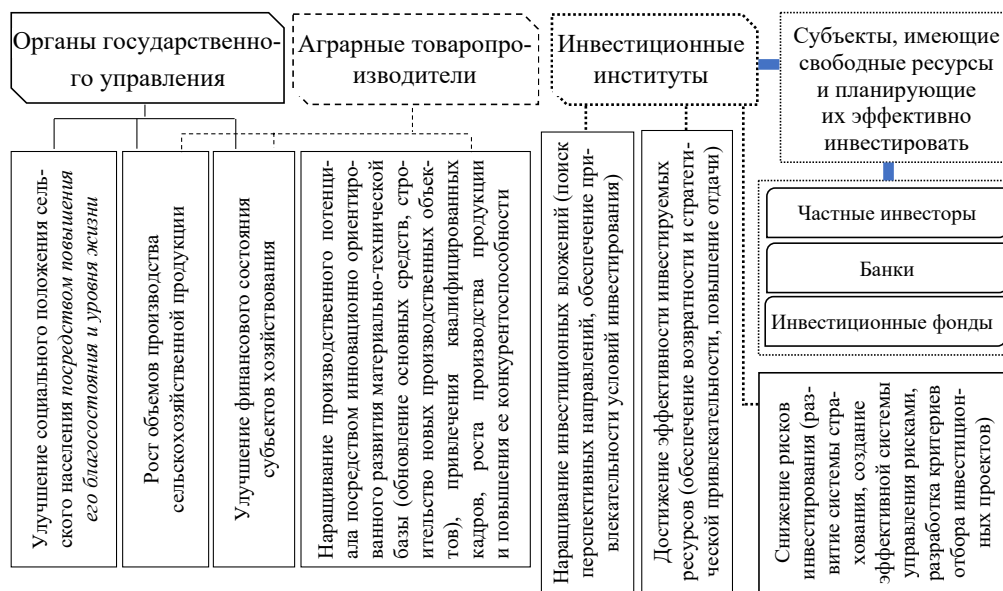 Органы государственно-
го управления
Аграрные товаропро-
изводители
Инвестиционные
институты
Субъекты, имеющие
свободные ресурсы
и планирующие
их эффективно
инвестировать
Частные инвесторы
Банки
Инвестиционные фонды
Улучшение социального положения сель-
ского населения посредством повышения
его благосостояния и уровня жизни
Рост объемов производства
сельскохозяйственной продукции
Улучшение финансового состояния
субъектов хозяйствования
Наращивание производственного потенци-
ала посредством инновационно ориентиро-
ванного развития материально-технической
базы (обновление основных средств, стро-
ительство новых производственных объек-
тов), привлечения квалифицированных
кадров, роста производства продукции
и повышения ее конкурентоспособности
Наращивание инвестиционных вложений (поиск
перспективных направлений, обеспечение при-
влекательности условий инвестирования)
Достижение эффективности инвестируемых
ресурсов (обеспечение возвратности и стратеги-
ческой привлекательности, повышение отдачи)
Снижение рисков
инвестирования (раз-
витие системы стра-
хования, создание
эффективной системы
управления рисками,
разработка критериев
отбора инвестицион-
ных проектов)